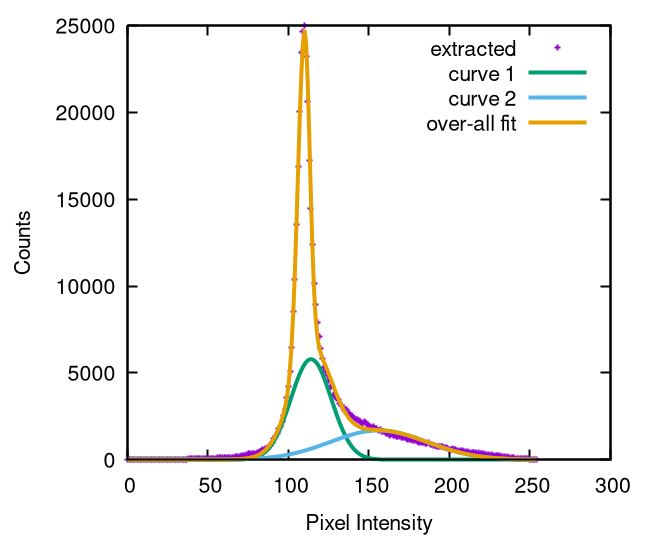 25000
20000
15000
10000
5000
0
0 50 100 150 200 250 300
Counts
Pixel Intensity
extracted
curve 1
curve 2
over-all fit